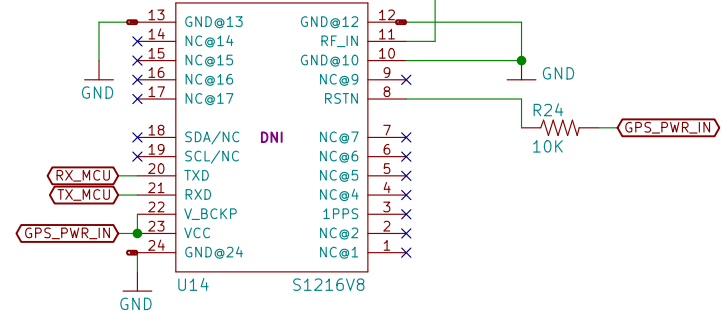 13 GND@13 GND@12 12
14 NC@14 RF_IN 11
15 NC@15 GND@10 10
16 NC@16 NC@9 9
17 NC@17 RSTN 8
GND
GND
R24
10K
GPS_PWR_IN
18 SDA/NC DNI NC@7 7
19 SCL/NC NC@6 6
RX_MCU 20 TXD NC@5 5
TX_MCU 21 RXD NC@4 4
22 V_BCKP 1PPS 3
GPS_PWR_IN 23 VCC NC@2 2
24 GND@24 NC@1 1
GND
U14 S1216V8